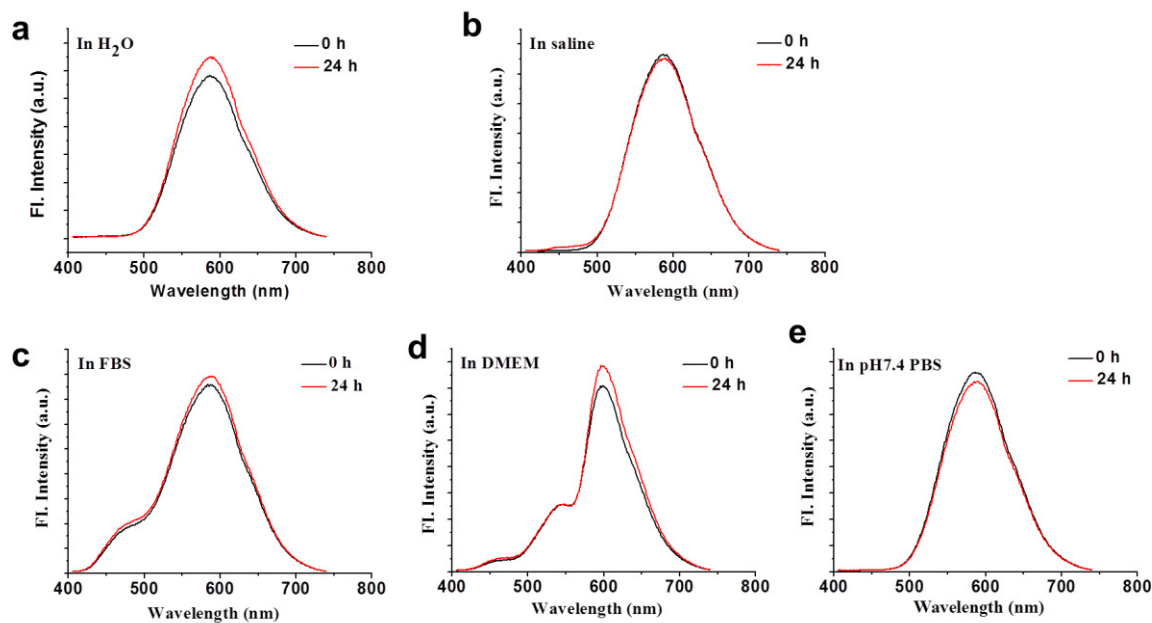 a
In H2O
0 h
24 h
Fl. Intensity (a.u.)
400 500 600 700 800
Wavelength (nm)
b
In saline
0 h
24 h
Fl. Intensity (a.u.)
400 500 600 700 800
Wavelength (nm)
c
In FBS
0 h
24 h
Fl. Intensity (a.u.)
400 500 600 700 800
Wavelength (nm)
d
In DMEM
0 h
24 h
Fl. Intensity (a.u.)
400 500 600 700 800
Wavelength (nm)
e
In pH7.4 PBS
0 h
24 h
Fl. Intensity (a.u.)
400 500 600 700 800
Wavelength (nm)